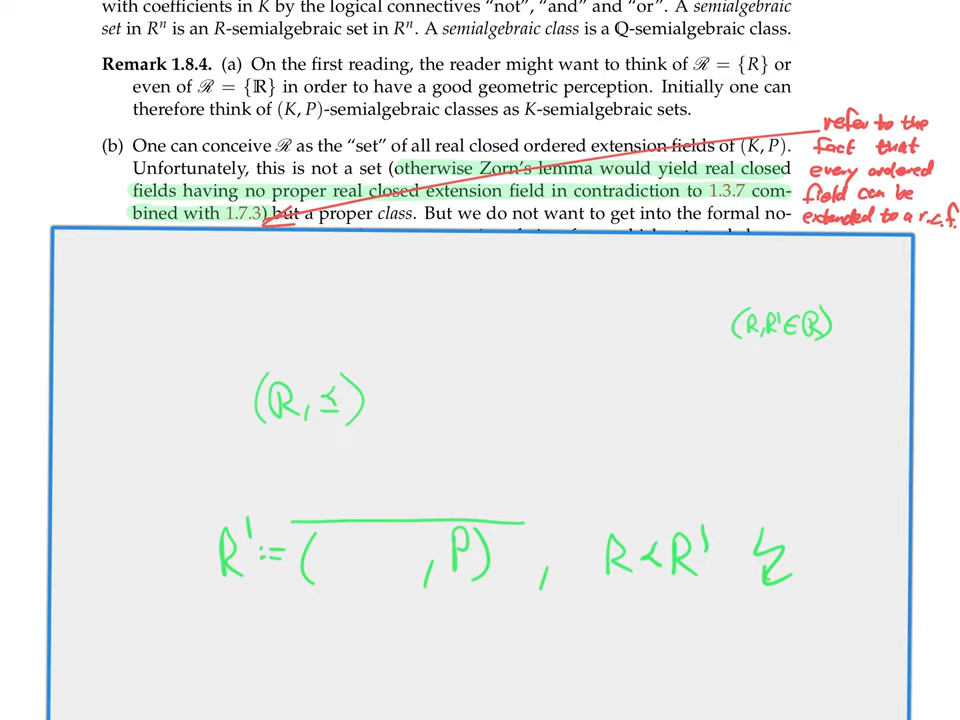 with coefficients in K by the logical connectives “not”, “and” and “or”. A semialgebraic
set in Rⁿ is an R-semialgebraic set in Rⁿ. A semialgebraic class is a ℚ-semialgebraic class.
Remark 1.8.4. (a) On the first reading, the reader might want to think of ℛ = {R} or
even of ℛ = {ℝ} in order to have a good geometric perception. Initially one can
therefore think of (K, P)-semialgebraic classes as K-semialgebraic sets.
(b) One can conceive ℛ as the “set” of all real closed ordered extension fields of (K, P).
Unfortunately, this is not a set (otherwise Zorn’s lemma would yield real closed
fields having no proper real closed extension field in contradiction to 1.3.7 com-
bined with 1.7.3) but a proper class. But we do not want to get into the formal no-
refer to the
fact that
every ordered
field can be
extended to a r.c.f.
(R,R'∈ℛ)
(ℛ, ≼)
R' := ( , P) , R ≺ R' ↯